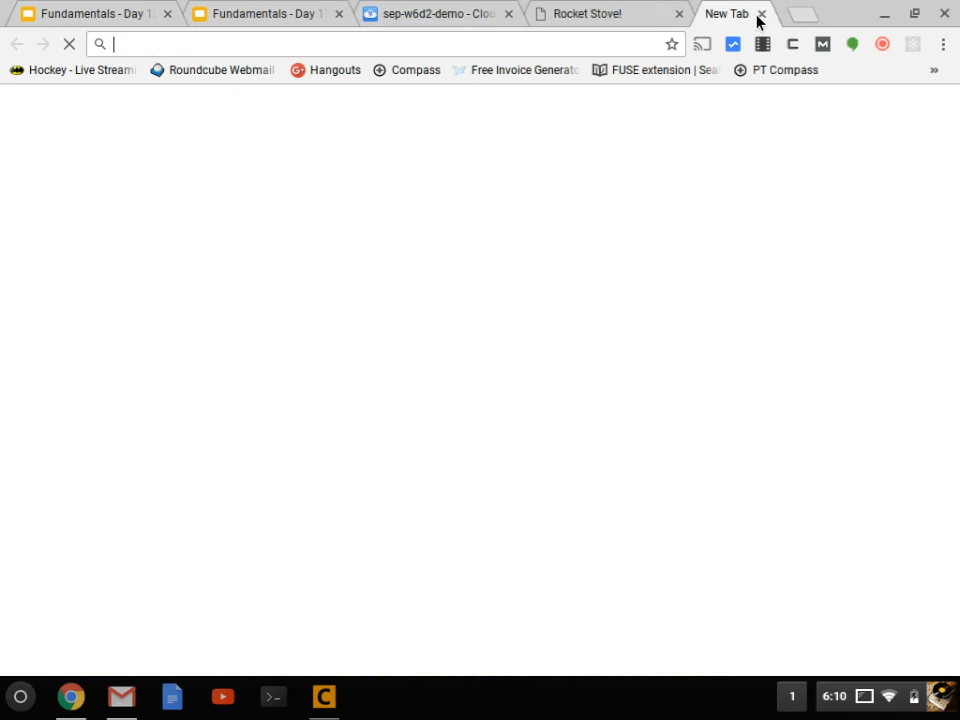 Fundamentals - Day 1
Fundamentals - Day 1
sep-w6d2-demo - Clou
Rocket Stove!
New Tab
Hockey - Live Streami
Roundcube Webmail
Hangouts
Compass
Free Invoice Generato
FUSE extension | Sea
PT Compass
»
C
M
>_
C
1
6:10